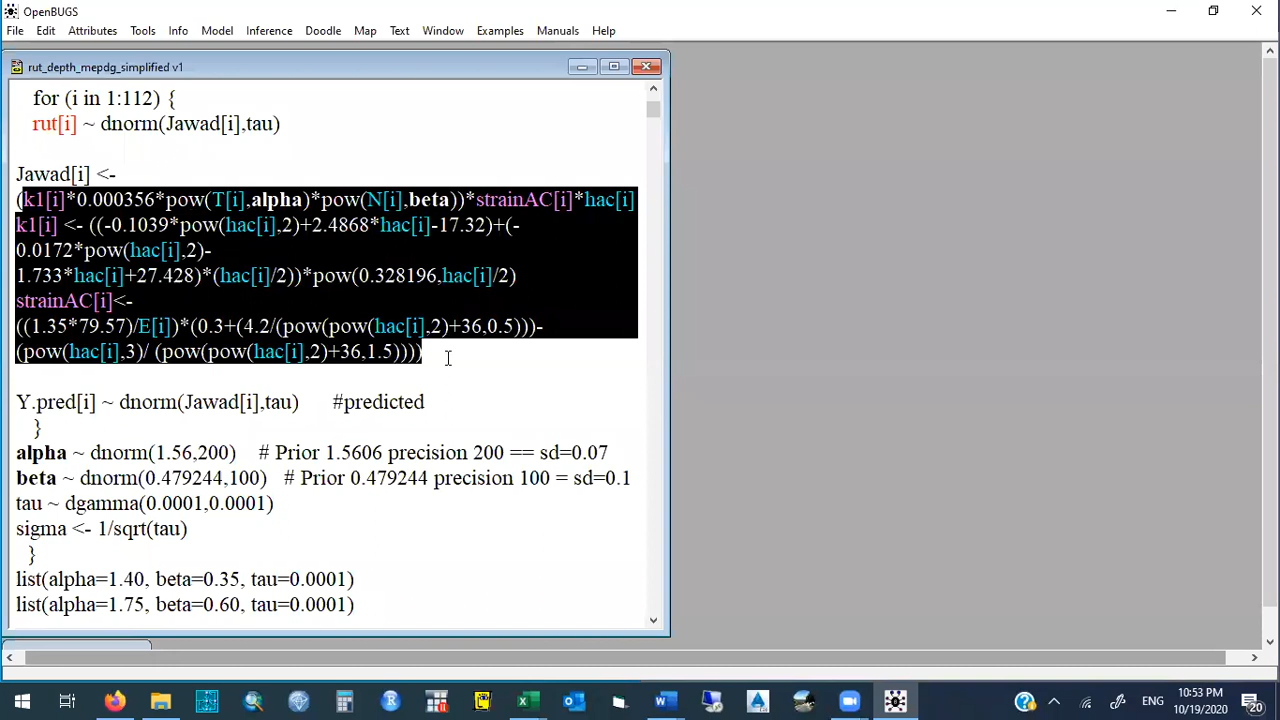 OpenBUGS
File Edit Attributes Tools Info Model Inference Doodle Map Text Window Examples Manuals Help
rut_depth_mepdg_simplified v1
for (i in 1:112) {
rut[i] ~ dnorm(Jawad[i],tau)
Jawad[i] <-
(k1[i]*0.000356*pow(T[i],alpha)*pow(N[i],beta))*strainAC[i]*hac[i]
k1[i] <- ((-0.1039*pow(hac[i],2)+2.4868*hac[i]-17.32)+(-
0.0172*pow(hac[i],2)-
1.733*hac[i]+27.428)*(hac[i]/2))*pow(0.328196,hac[i]/2)
strainAC[i]<-
((1.35*79.57)/E[i])*(0.3+(4.2/(pow(pow(hac[i],2)+36,0.5)))-
(pow(hac[i],3)/ (pow(pow(hac[i],2)+36,1.5))))
Y.pred[i] ~ dnorm(Jawad[i],tau) #predicted
}
alpha ~ dnorm(1.56,200) # Prior 1.5606 precision 200 == sd=0.07
beta ~ dnorm(0.479244,100) # Prior 0.479244 precision 100 = sd=0.1
tau ~ dgamma(0.0001,0.0001)
sigma <- 1/sqrt(tau)
}
list(alpha=1.40, beta=0.35, tau=0.0001)
list(alpha=1.75, beta=0.60, tau=0.0001)
ENG
10:53 PM
10/19/2020
20